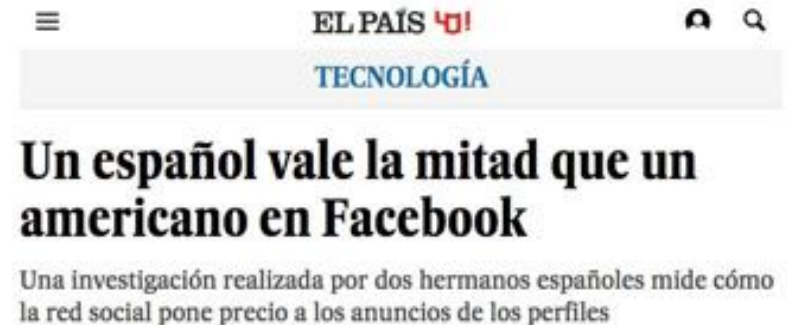 EL PAÍS 40!
TECNOLOGÍA
Un español vale la mitad que un
americano en Facebook
Una investigación realizada por dos hermanos españoles mide cómo
la red social pone precio a los anuncios de los perfiles